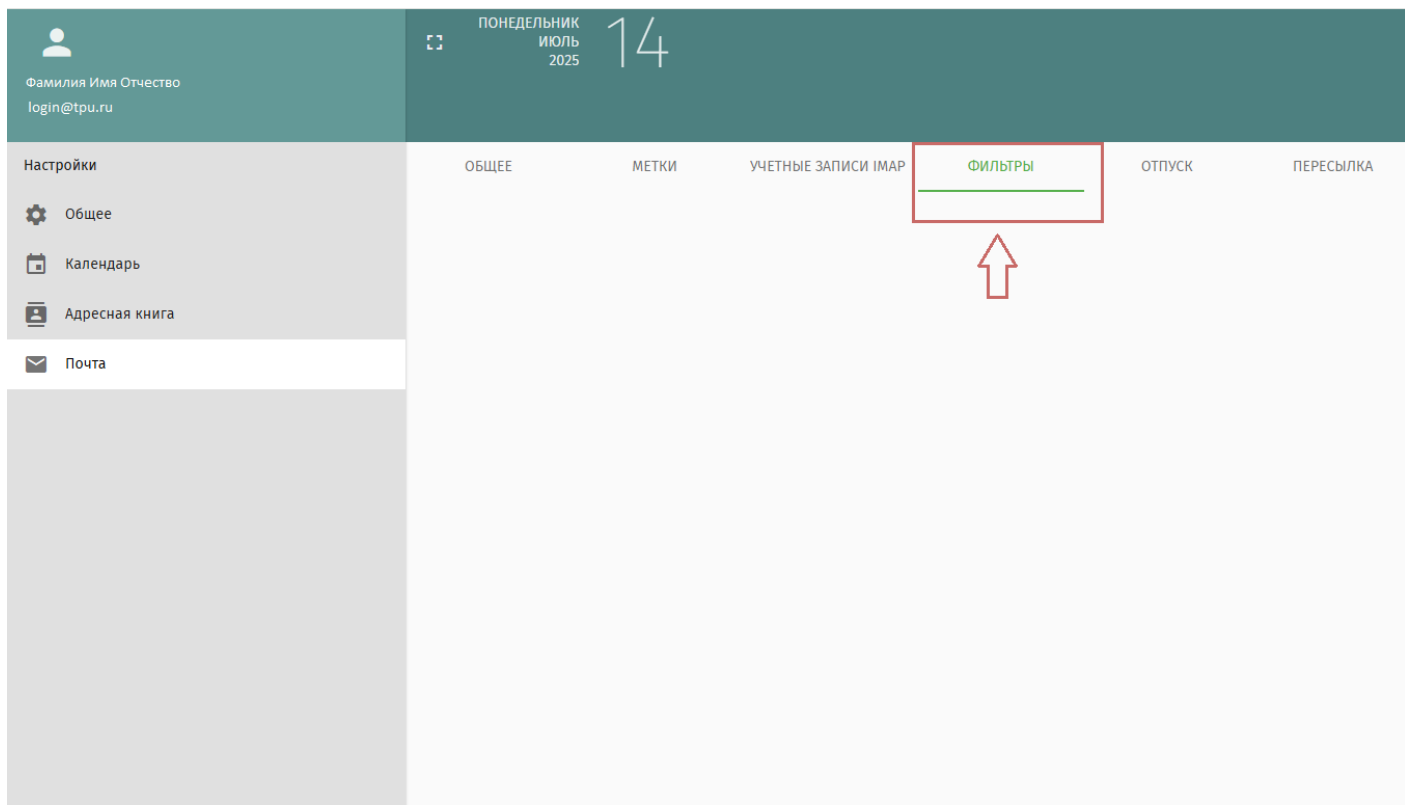 ПОНЕДЕЛЬНИК
ИЮЛЬ
2025
14
Фамилия Имя Отчество
login@tpu.ru
Настройки
Общее
Календарь
Адресная книга
Почта
ОБЩЕЕ МЕТКИ УЧЕТНЫЕ ЗАПИСИ IMAP ФИЛЬТРЫ ОТПУСК ПЕРЕСЫЛКА